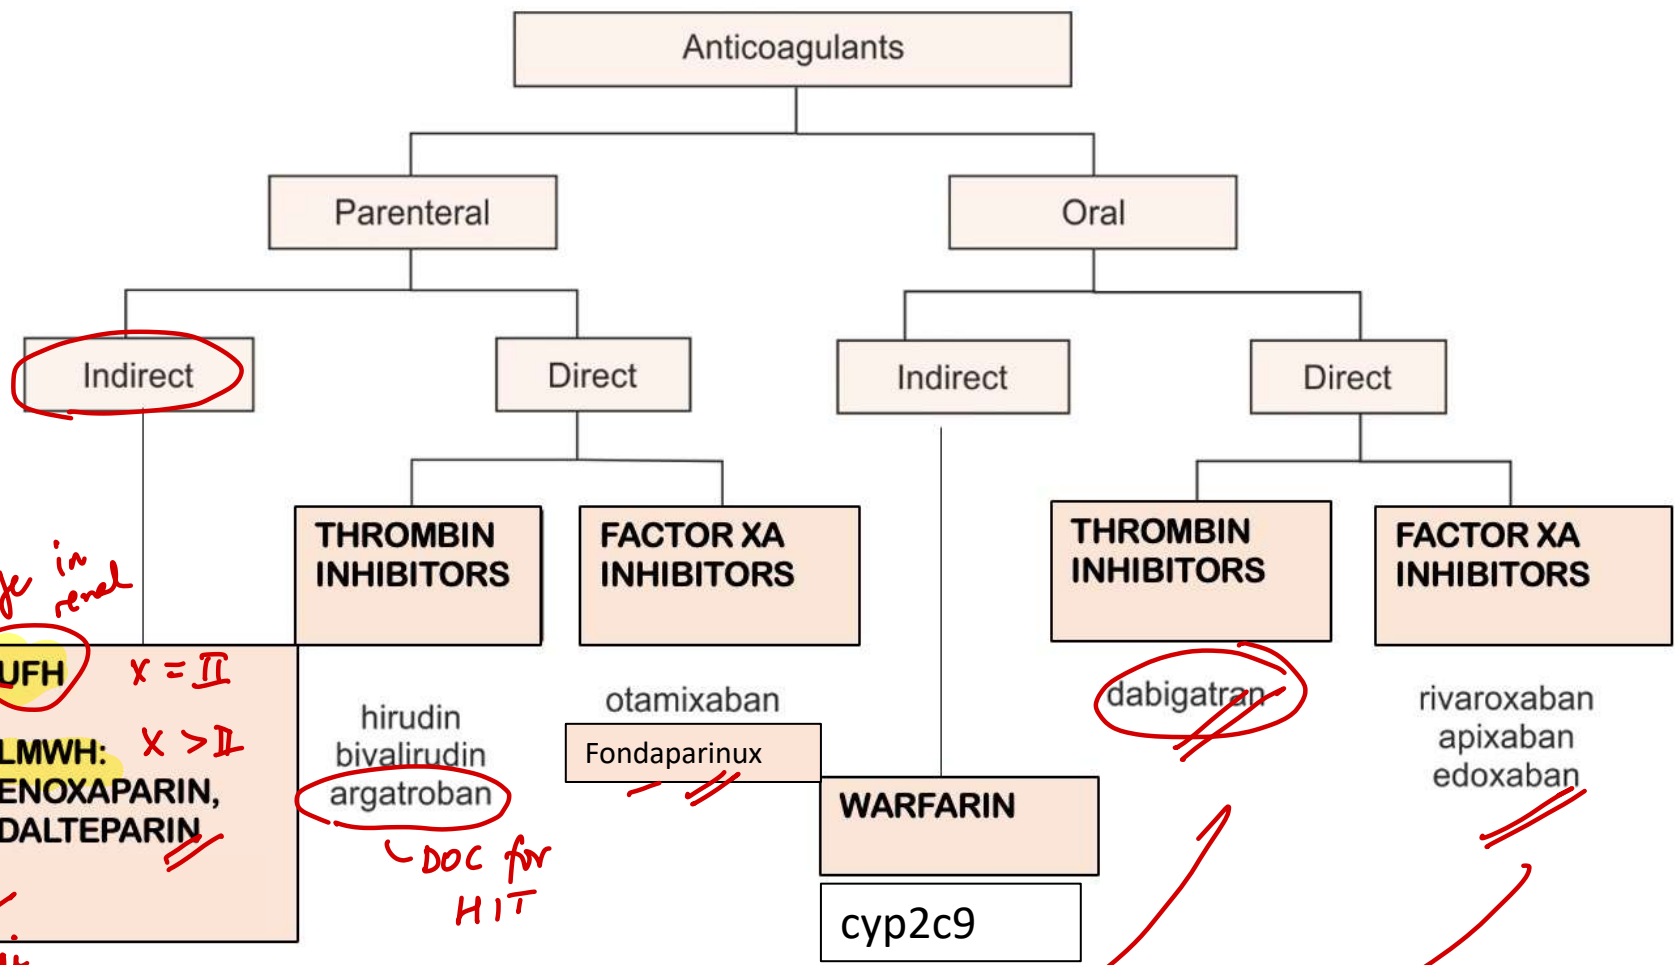 Anticoagulants
Parenteral
Oral
Indirect
Direct
Indirect
Direct
THROMBIN
INHIBITORS
FACTOR XA
INHIBITORS
THROMBIN
INHIBITORS
FACTOR XA
INHIBITORS
in
renal
UFH X = II
LMWH: X > II
ENOXAPARIN,
DALTEPARIN
hirudin
bivalirudin
argatroban
DOC for
HIT
otamixaban
Fondaparinux
WARFARIN
cyp2c9
dabigatran
rivaroxaban
apixaban
edoxaban